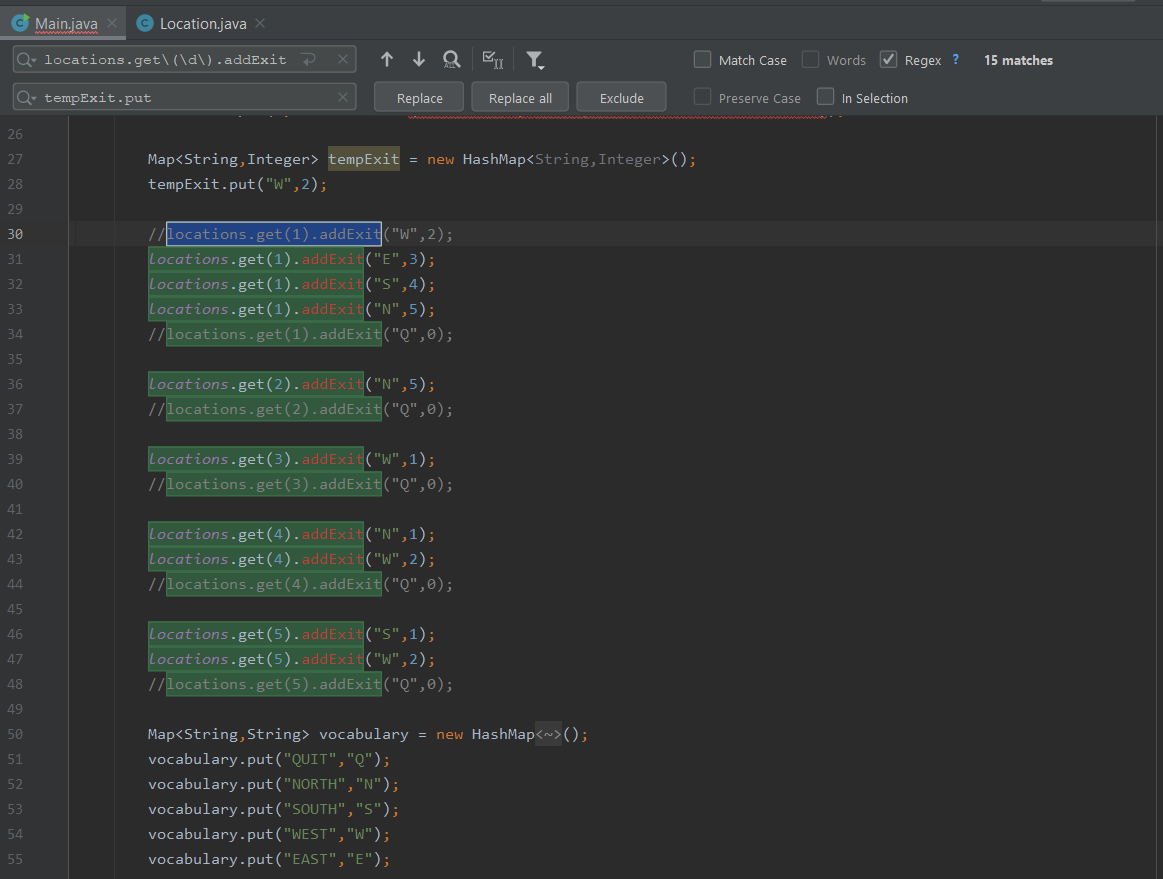 Main.java Location.java
locations.get\(\d\).addExit Match Case Words Regex ? 15 matches
tempExit.put Replace Replace all Exclude Preserve Case In Selection
26
27 Map<String,Integer> tempExit = new HashMap<String,Integer>();
28 tempExit.put("W",2);
29
30 //locations.get(1).addExit("W",2);
31 locations.get(1).addExit("E",3);
32 locations.get(1).addExit("S",4);
33 locations.get(1).addExit("N",5);
34 //locations.get(1).addExit("Q",0);
35
36 locations.get(2).addExit("N",5);
37 //locations.get(2).addExit("Q",0);
38
39 locations.get(3).addExit("W",1);
40 //locations.get(3).addExit("Q",0);
41
42 locations.get(4).addExit("N",1);
43 locations.get(4).addExit("W",2);
44 //locations.get(4).addExit("Q",0);
45
46 locations.get(5).addExit("S",1);
47 locations.get(5).addExit("W",2);
48 //locations.get(5).addExit("Q",0);
49
50 Map<String,String> vocabulary = new HashMap<~>();
51 vocabulary.put("QUIT","Q");
52 vocabulary.put("NORTH","N");
53 vocabulary.put("SOUTH","S");
54 vocabulary.put("WEST","W");
55 vocabulary.put("EAST","E");